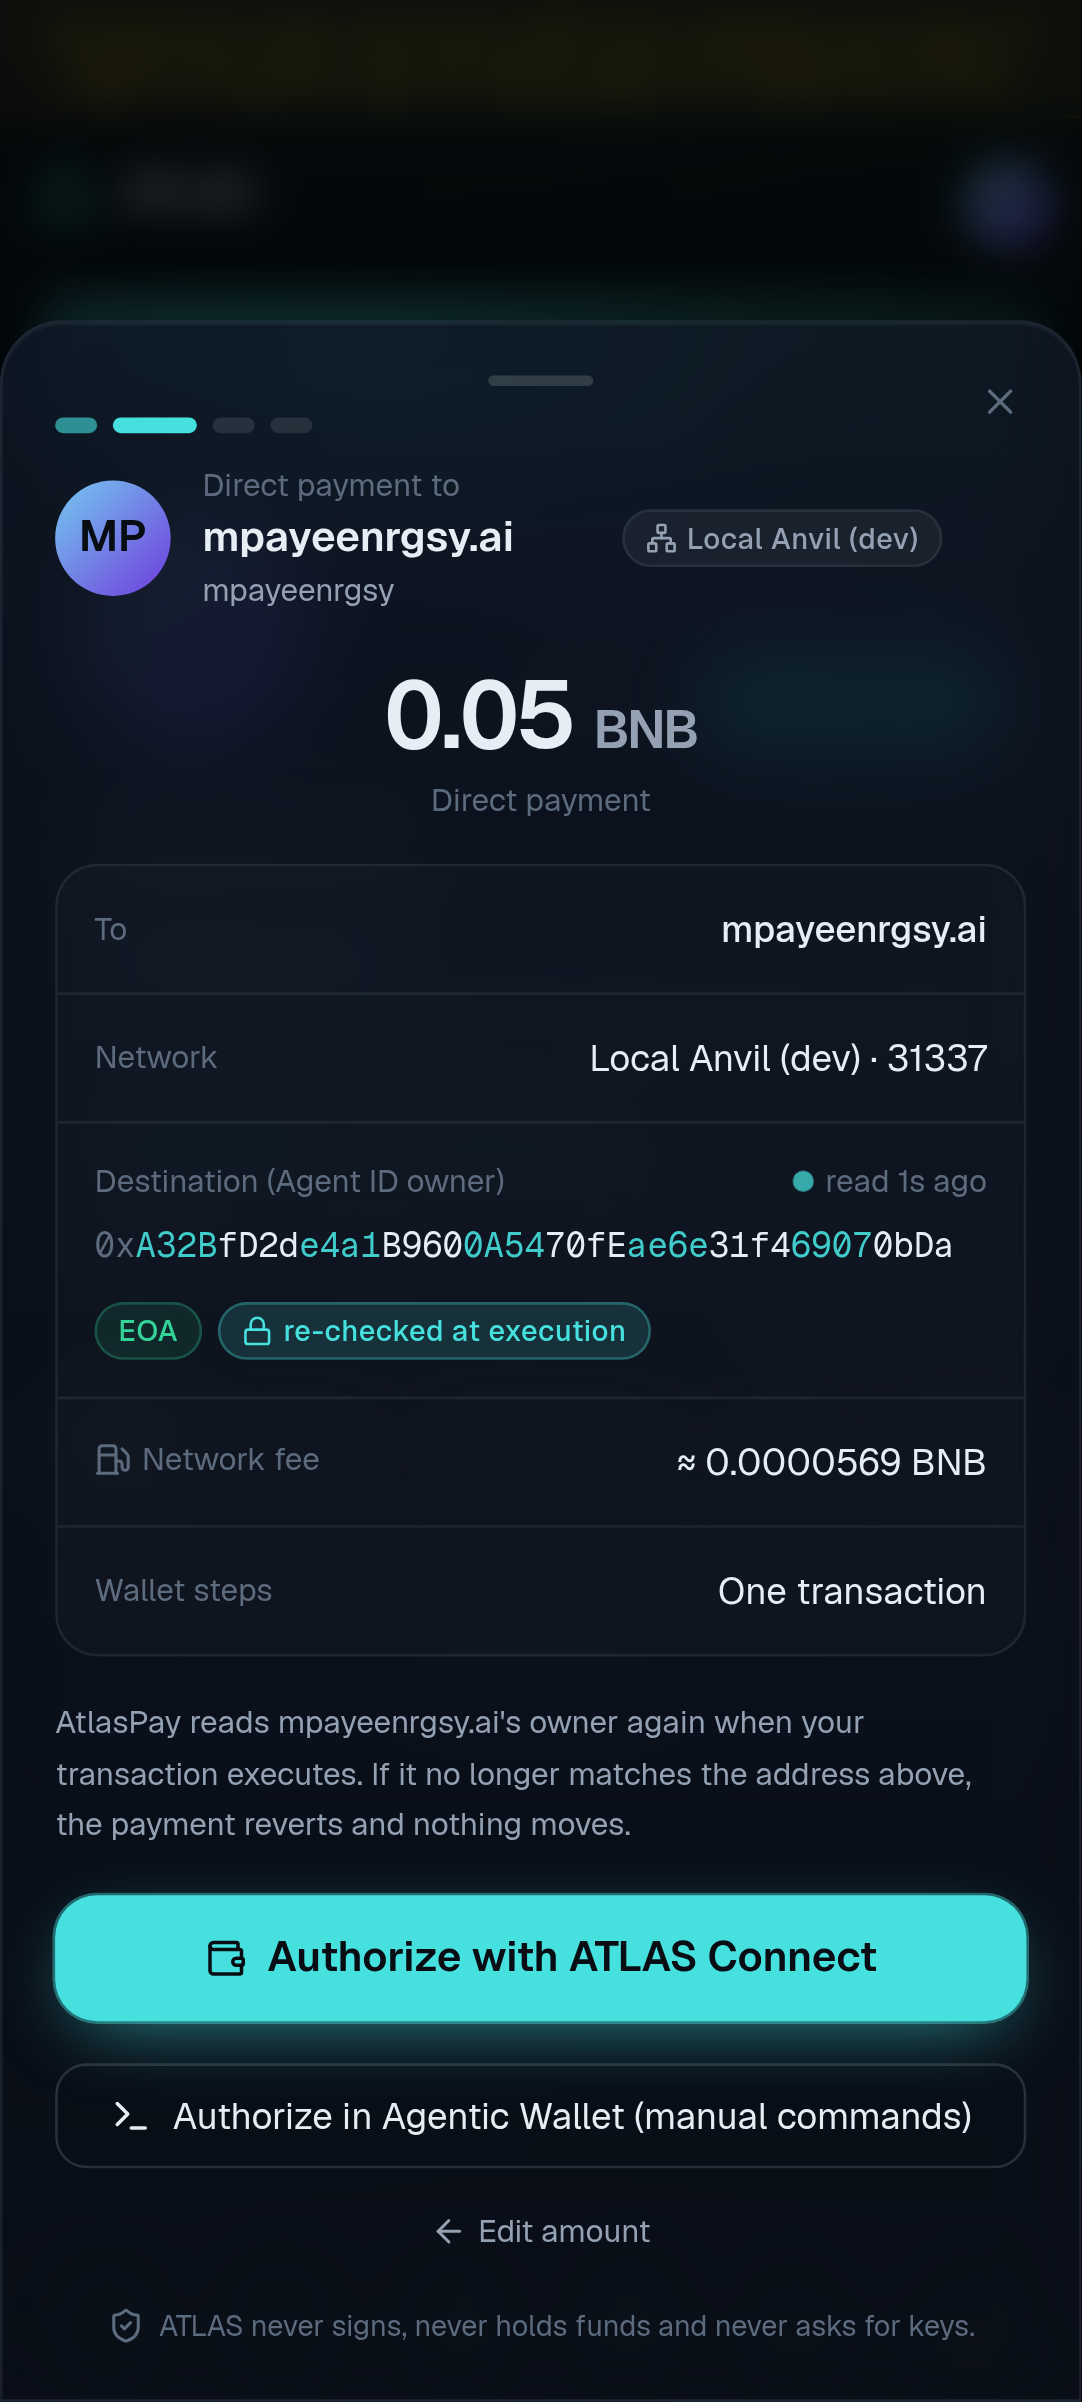 Direct payment to
MP
mpayeenrgsy.ai
Local Anvil (dev)
mpayeenrgsy
0.05 BNB
Direct payment
To
mpayeenrgsy.ai
Network
Local Anvil (dev) · 31337
Destination (Agent ID owner)
read 1s ago
0xA32BfD2de4a1B9600A5470fEae6e31f469070bDa
EOA
re-checked at execution
Network fee
≈ 0.0000569 BNB
Wallet steps
One transaction
AtlasPay reads mpayeenrgsy.ai's owner again when your
transaction executes. If it no longer matches the address above,
the payment reverts and nothing moves.
Authorize with ATLAS Connect
Authorize in Agentic Wallet (manual commands)
Edit amount
ATLAS never signs, never holds funds and never asks for keys.